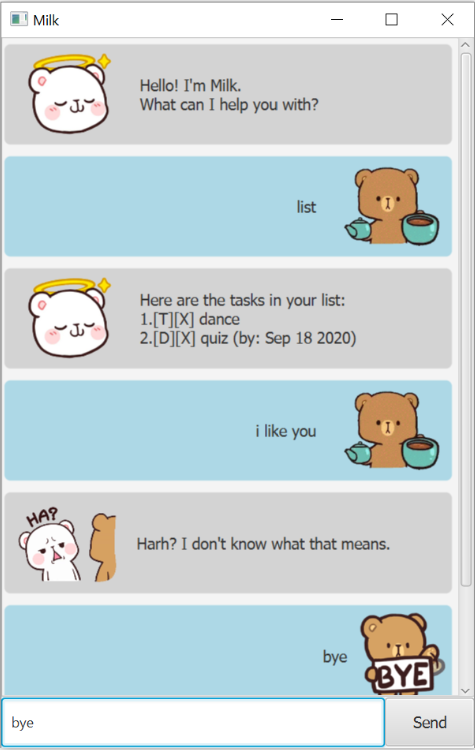 Milk
Hello! I'm Milk.
What can I help you with?
list
Here are the tasks in your list:
1.[T][X] dance
2.[D][X] quiz (by: Sep 18 2020)
i like you
HA?
Harh? I don't know what that means.
bye
BYE
bye
Send